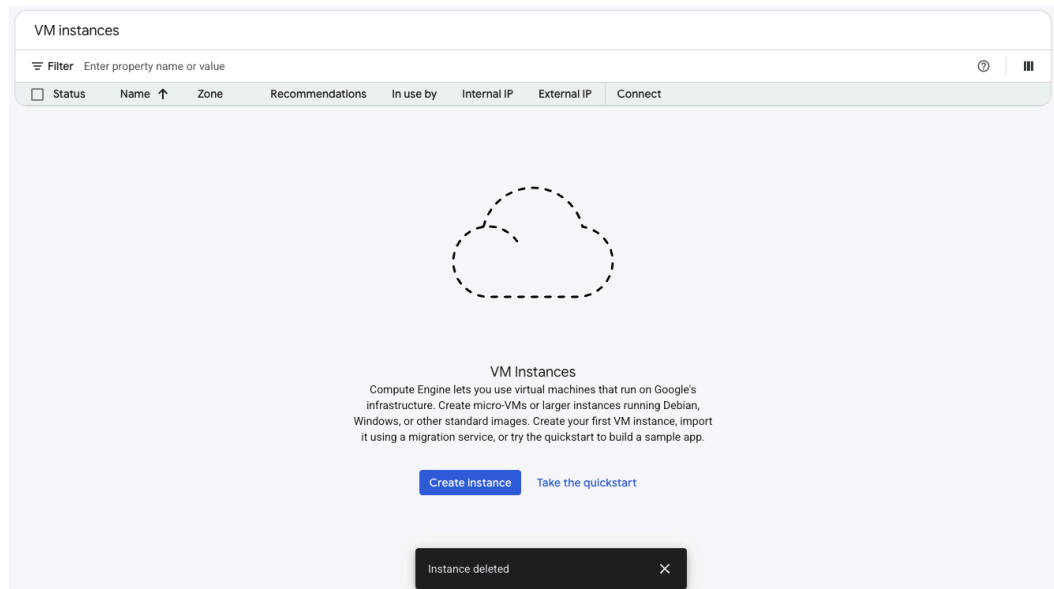 VM instances
Filter Enter property name or value
Status Name ↑ Zone Recommendations In use by Internal IP External IP Connect
VM Instances
Compute Engine lets you use virtual machines that run on Google's
infrastructure. Create micro-VMs or larger instances running Debian,
Windows, or other standard images. Create your first VM instance, import
it using a migration service, or try the quickstart to build a sample app.
Create instance Take the quickstart
Instance deleted